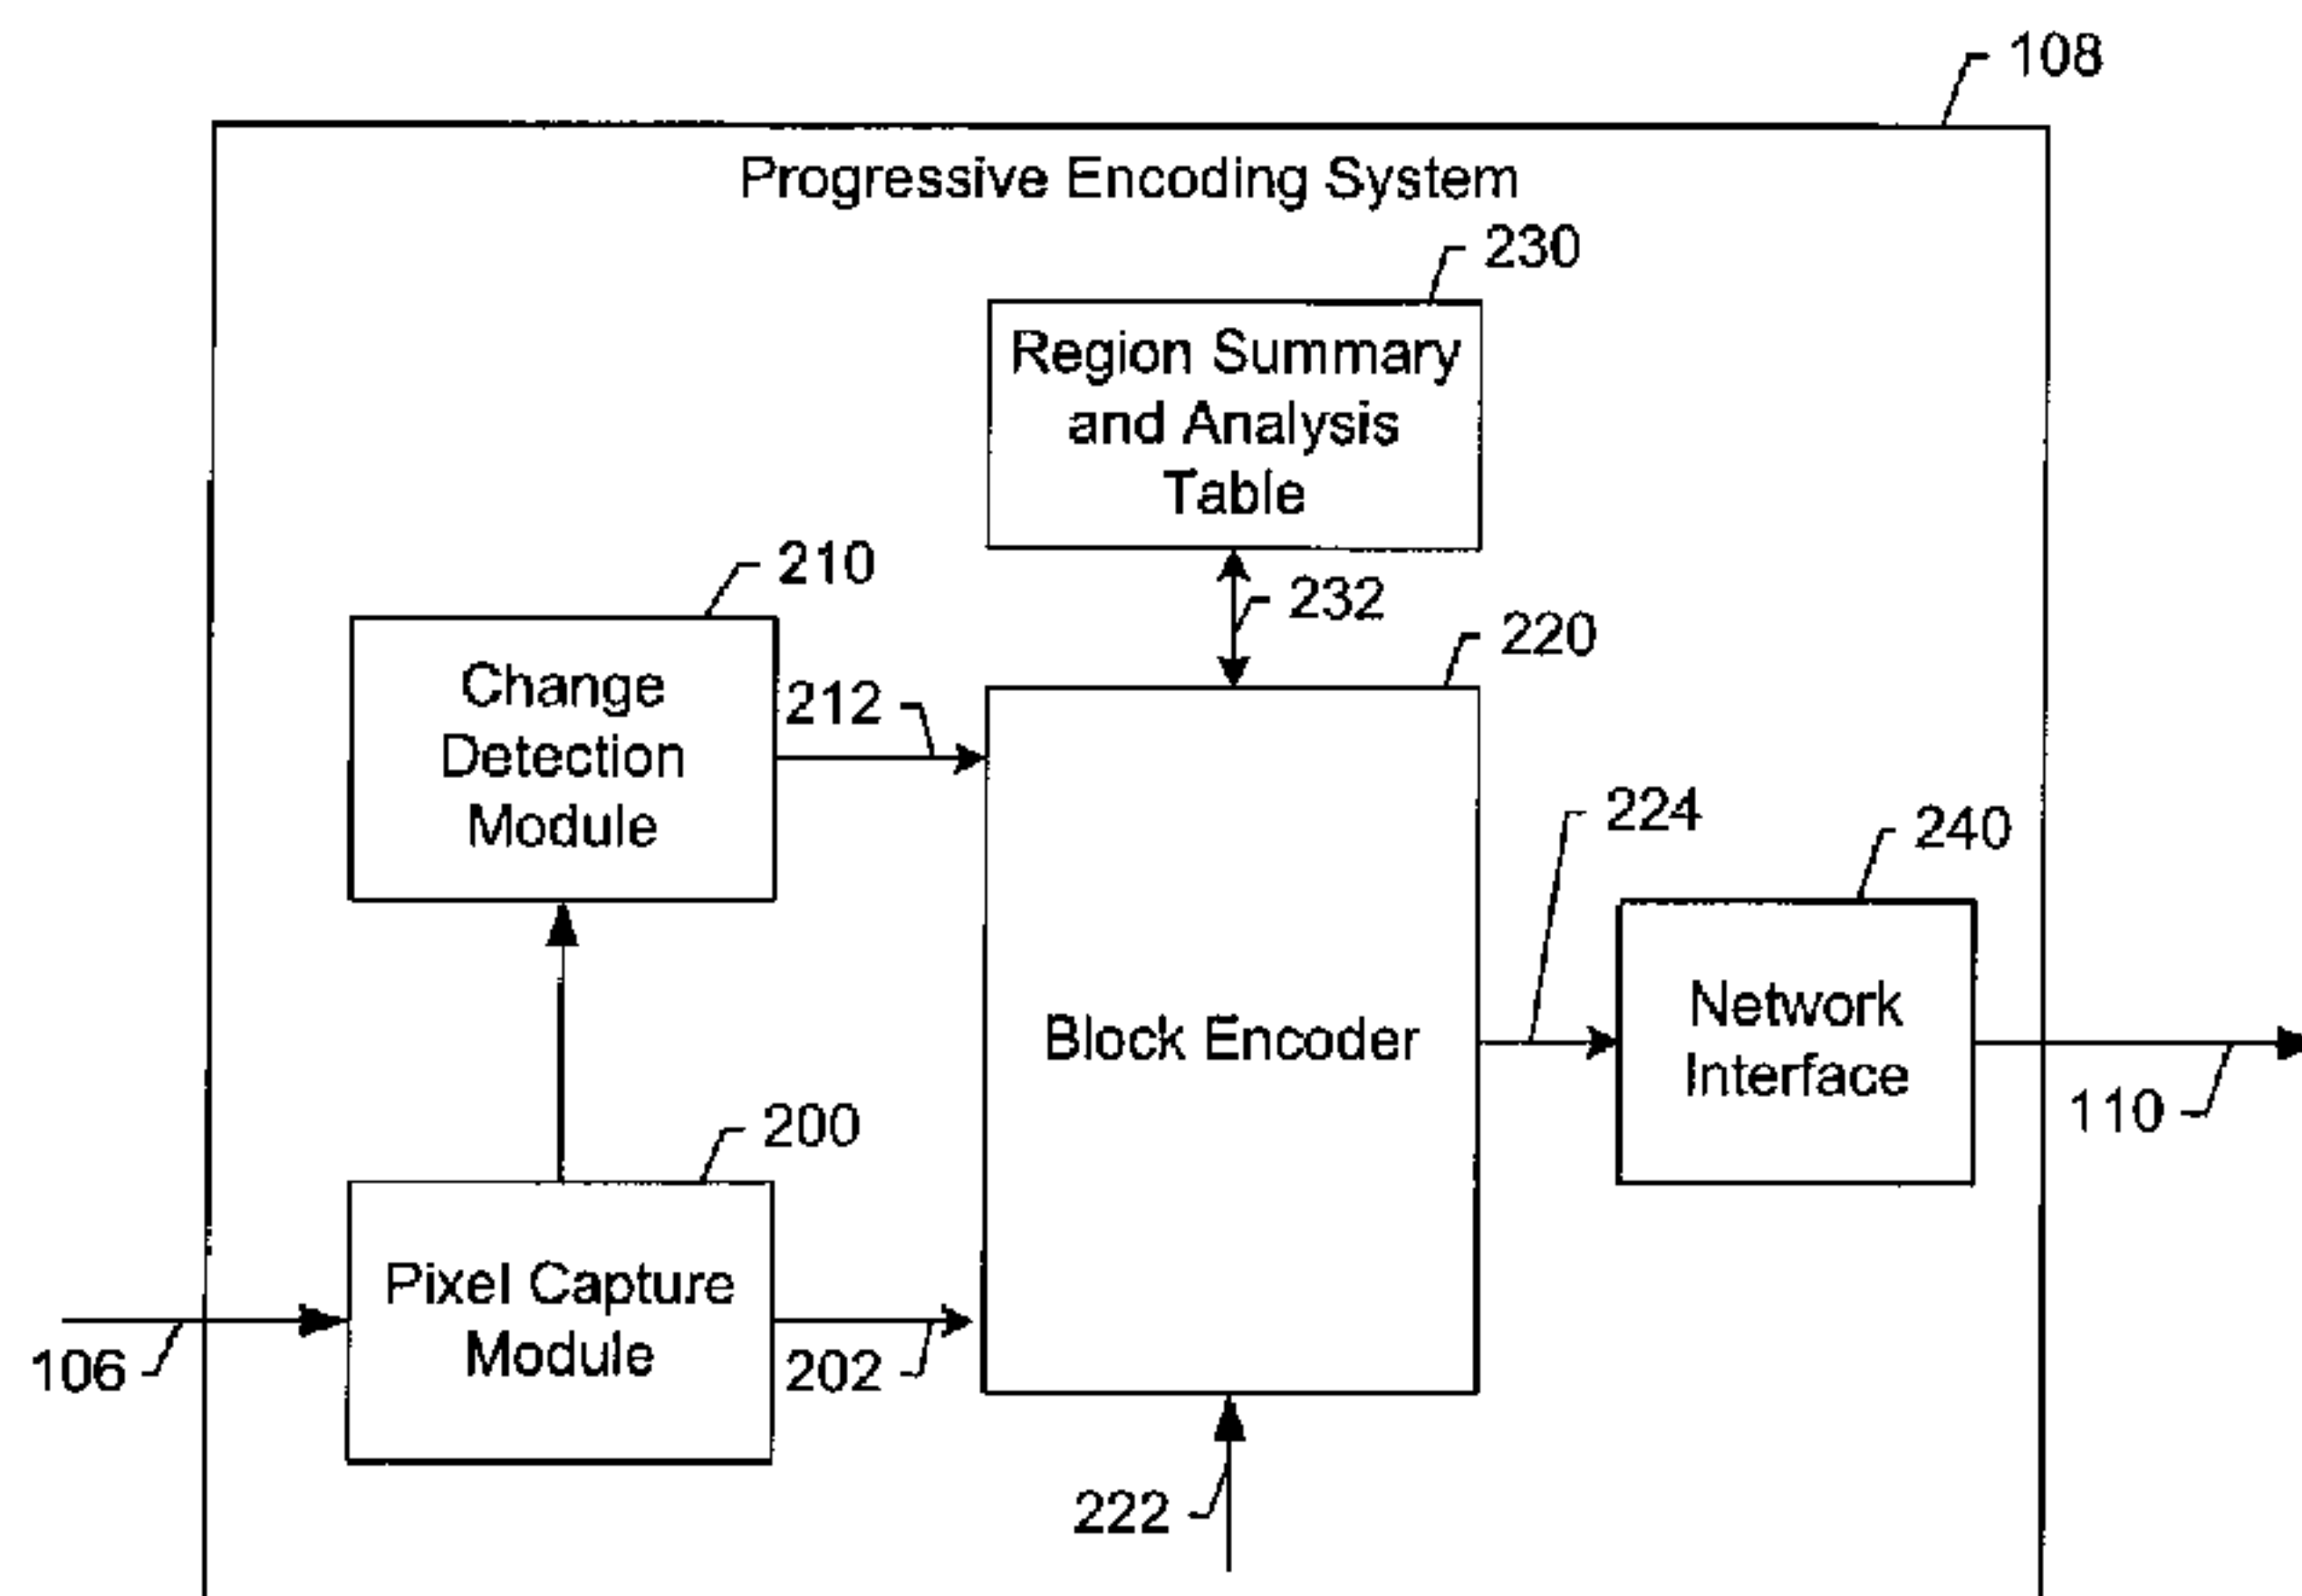 108
Progressive Encoding System
230
Region Summary
and Analysis
Table
210
232
220
Change
Detection
Module
212
224
240
Block Encoder
Network
Interface
110
200
Pixel Capture
Module
106
202
222